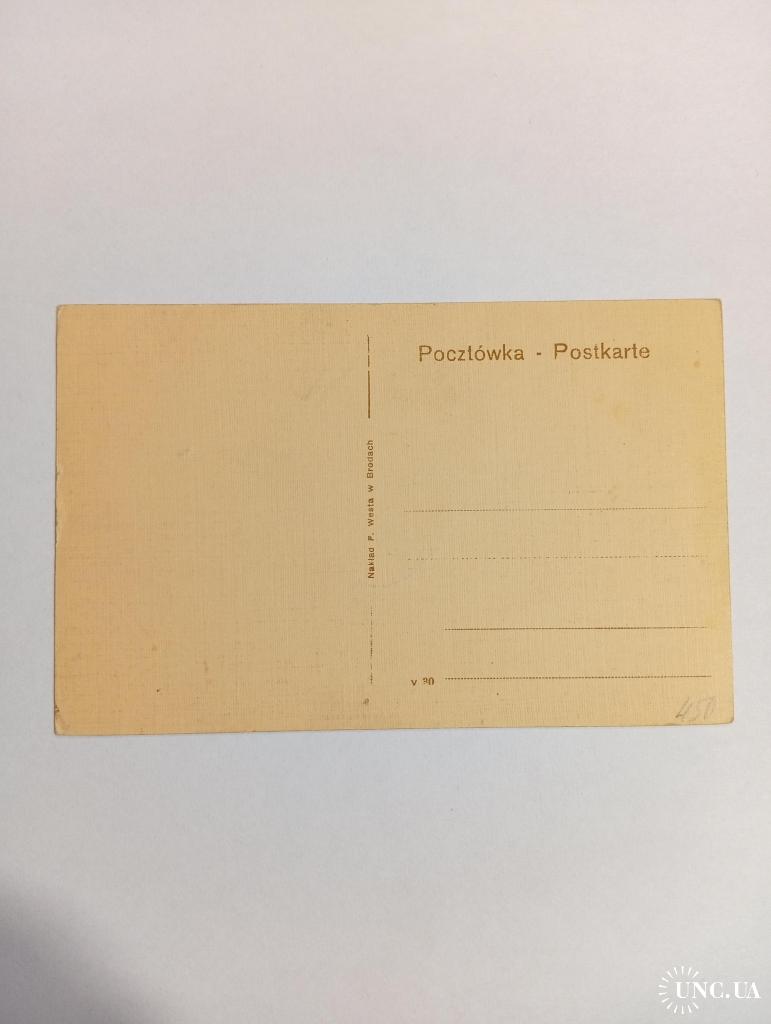 Pocztówka - Postkarte
Nakład F. Westa w Brodach
v 30
450
UNC.UA